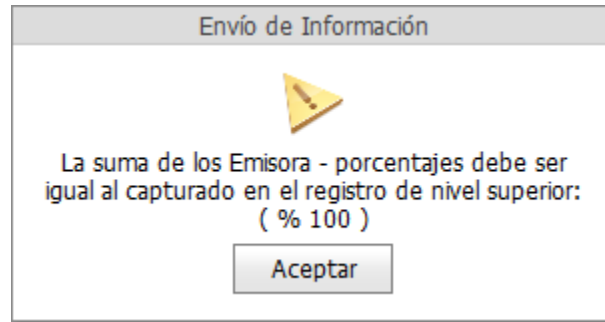 Envío de Información
La suma de los Emisora - porcentajes debe ser
igual al capturado en el registro de nivel superior:
( % 100 )
Aceptar